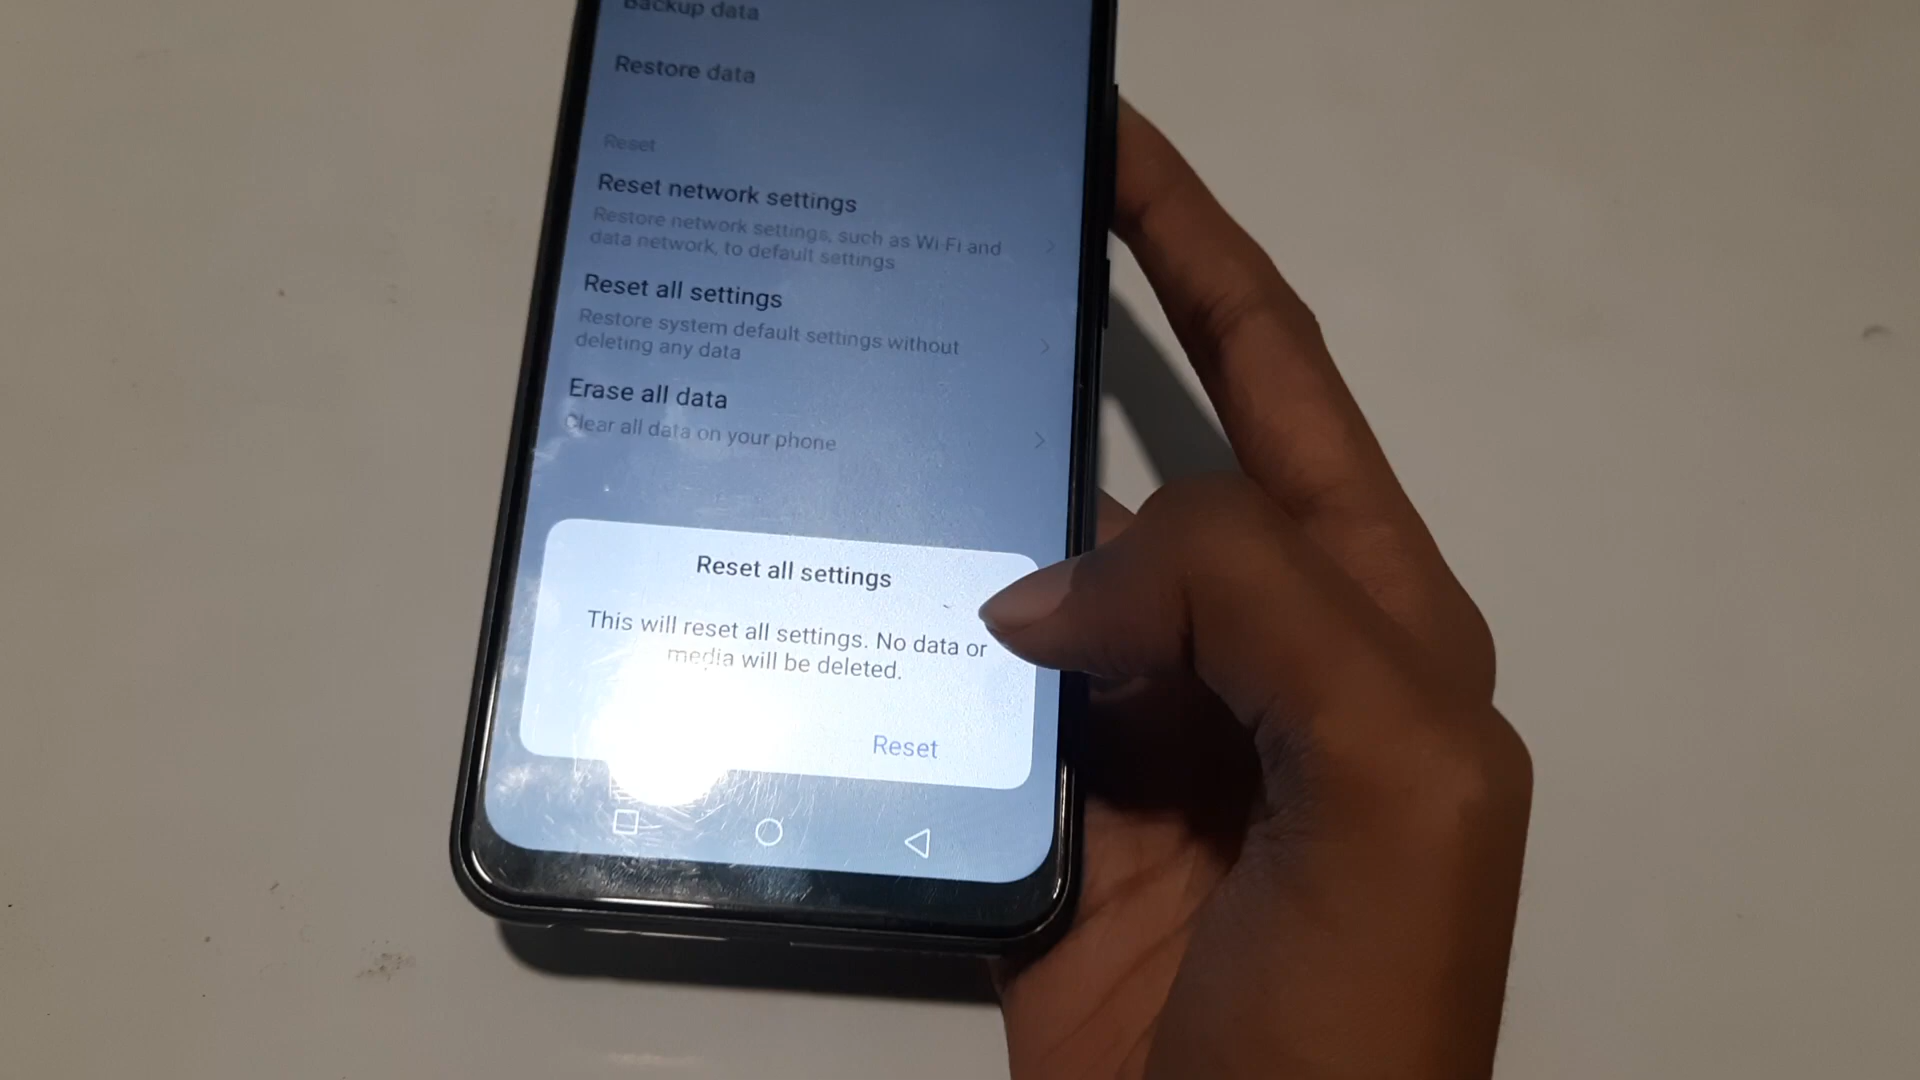 Backup data
Restore data
Reset
Reset network settings
Restore network settings, such as Wi-Fi and
data network, to default settings
Reset all settings
Restore system default settings without
deleting any data
Erase all data
Clear all data on your phone
Reset all settings
This will reset all settings. No data or
media will be deleted.
Reset